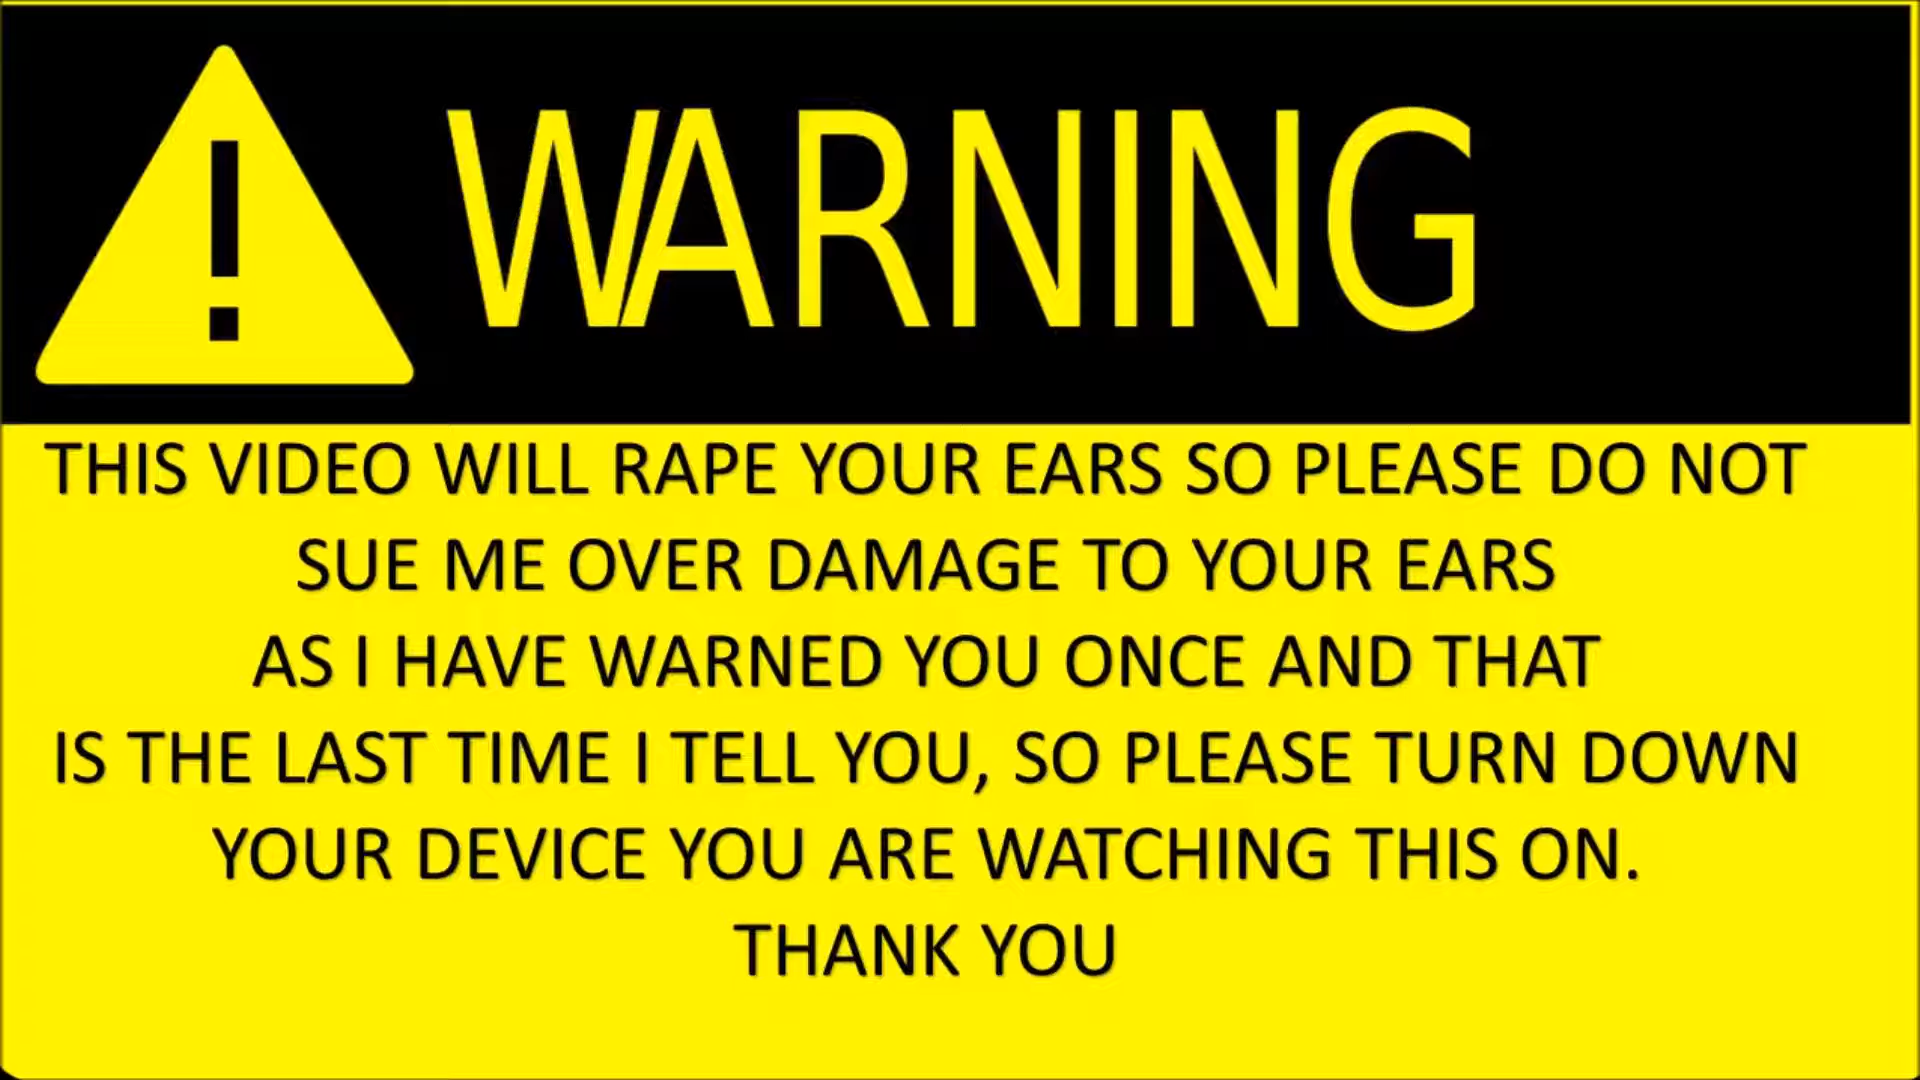 WARNING
THIS VIDEO WILL RAPE YOUR EARS SO PLEASE DO NOT
SUE ME OVER DAMAGE TO YOUR EARS
AS I HAVE WARNED YOU ONCE AND THAT
IS THE LAST TIME I TELL YOU, SO PLEASE TURN DOWN
YOUR DEVICE YOU ARE WATCHING THIS ON.
THANK YOU